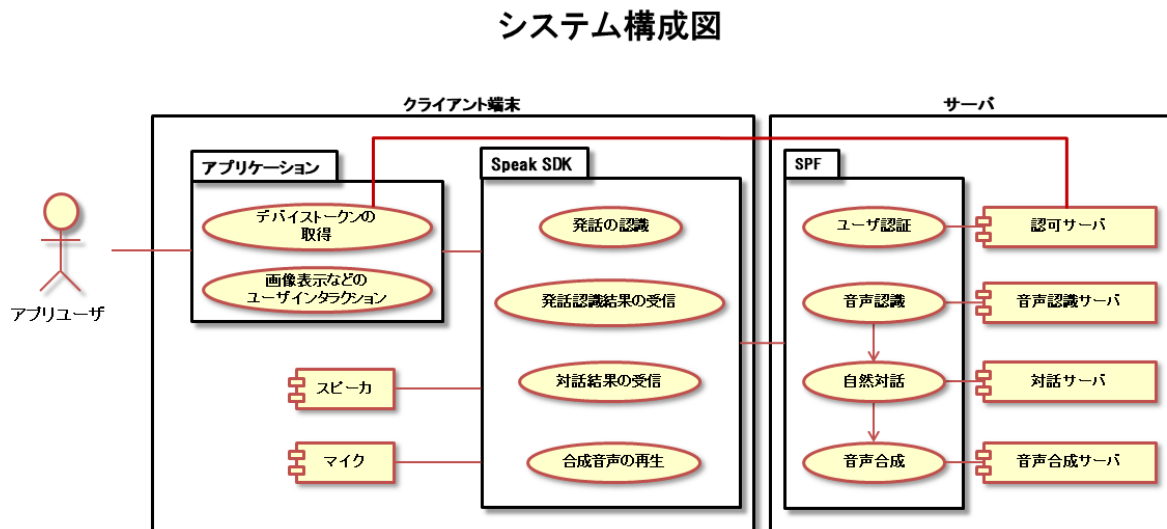 システム構成図
クライアント端末
サーバ
アプリケーション
Speak SDK
SPF
デバイストークンの
取得
発話の認識
ユーザ認証
認可サーバ
画像表示などの
ユーザインタラクション
発話認識結果の受信
音声認識
音声認識サーバ
アプリユーザ
スピーカ
対話結果の受信
自然対話
対話サーバ
マイク
合成音声の再生
音声合成
音声合成サーバ